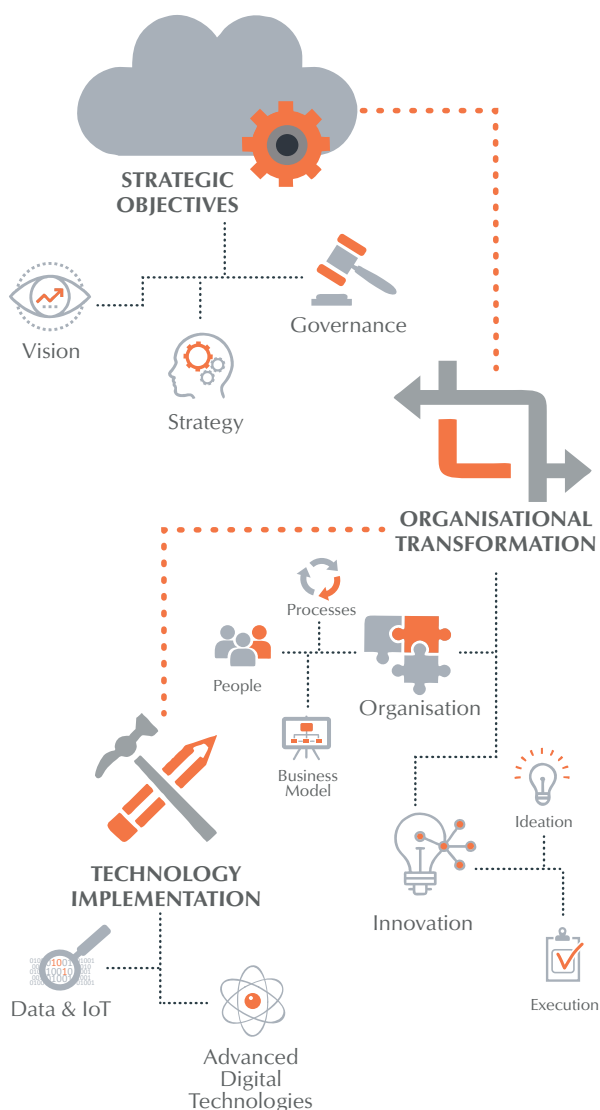 STRATEGIC
OBJECTIVES
Vision
Strategy
Governance
ORGANISATIONAL
TRANSFORMATION
Processes
People
Organisation
Business
Model
Ideation
Innovation
Execution
TECHNOLOGY
IMPLEMENTATION
Data & IoT
Advanced
Digital
Technologies